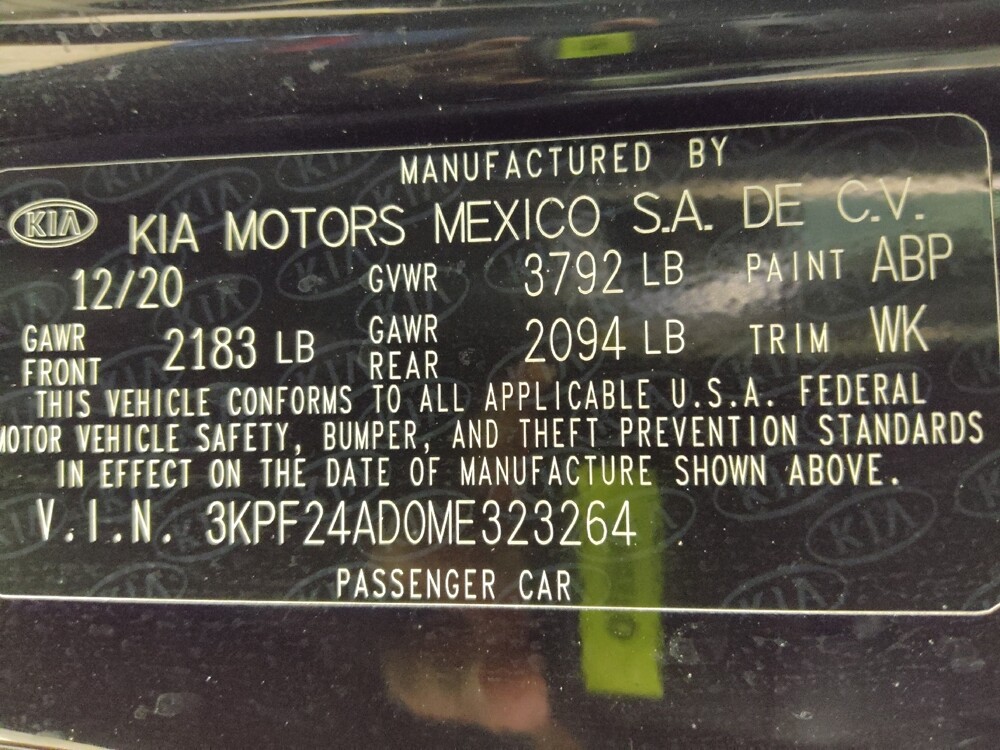 MANUFACTURED BY
KIA KIA MOTORS MEXICO S.A. DE C.V.
12/20 GVWR 3792 LB PAINT ABP
GAWR FRONT 2183 LB GAWR REAR 2094 LB TRIM WK
THIS VEHICLE CONFORMS TO ALL APPLICABLE U.S.A. FEDERAL
MOTOR VEHICLE SAFETY, BUMPER, AND THEFT PREVENTION STANDARDS
IN EFFECT ON THE DATE OF MANUFACTURE SHOWN ABOVE.
V.I.N. 3KPF24AD0ME323264
PASSENGER CAR